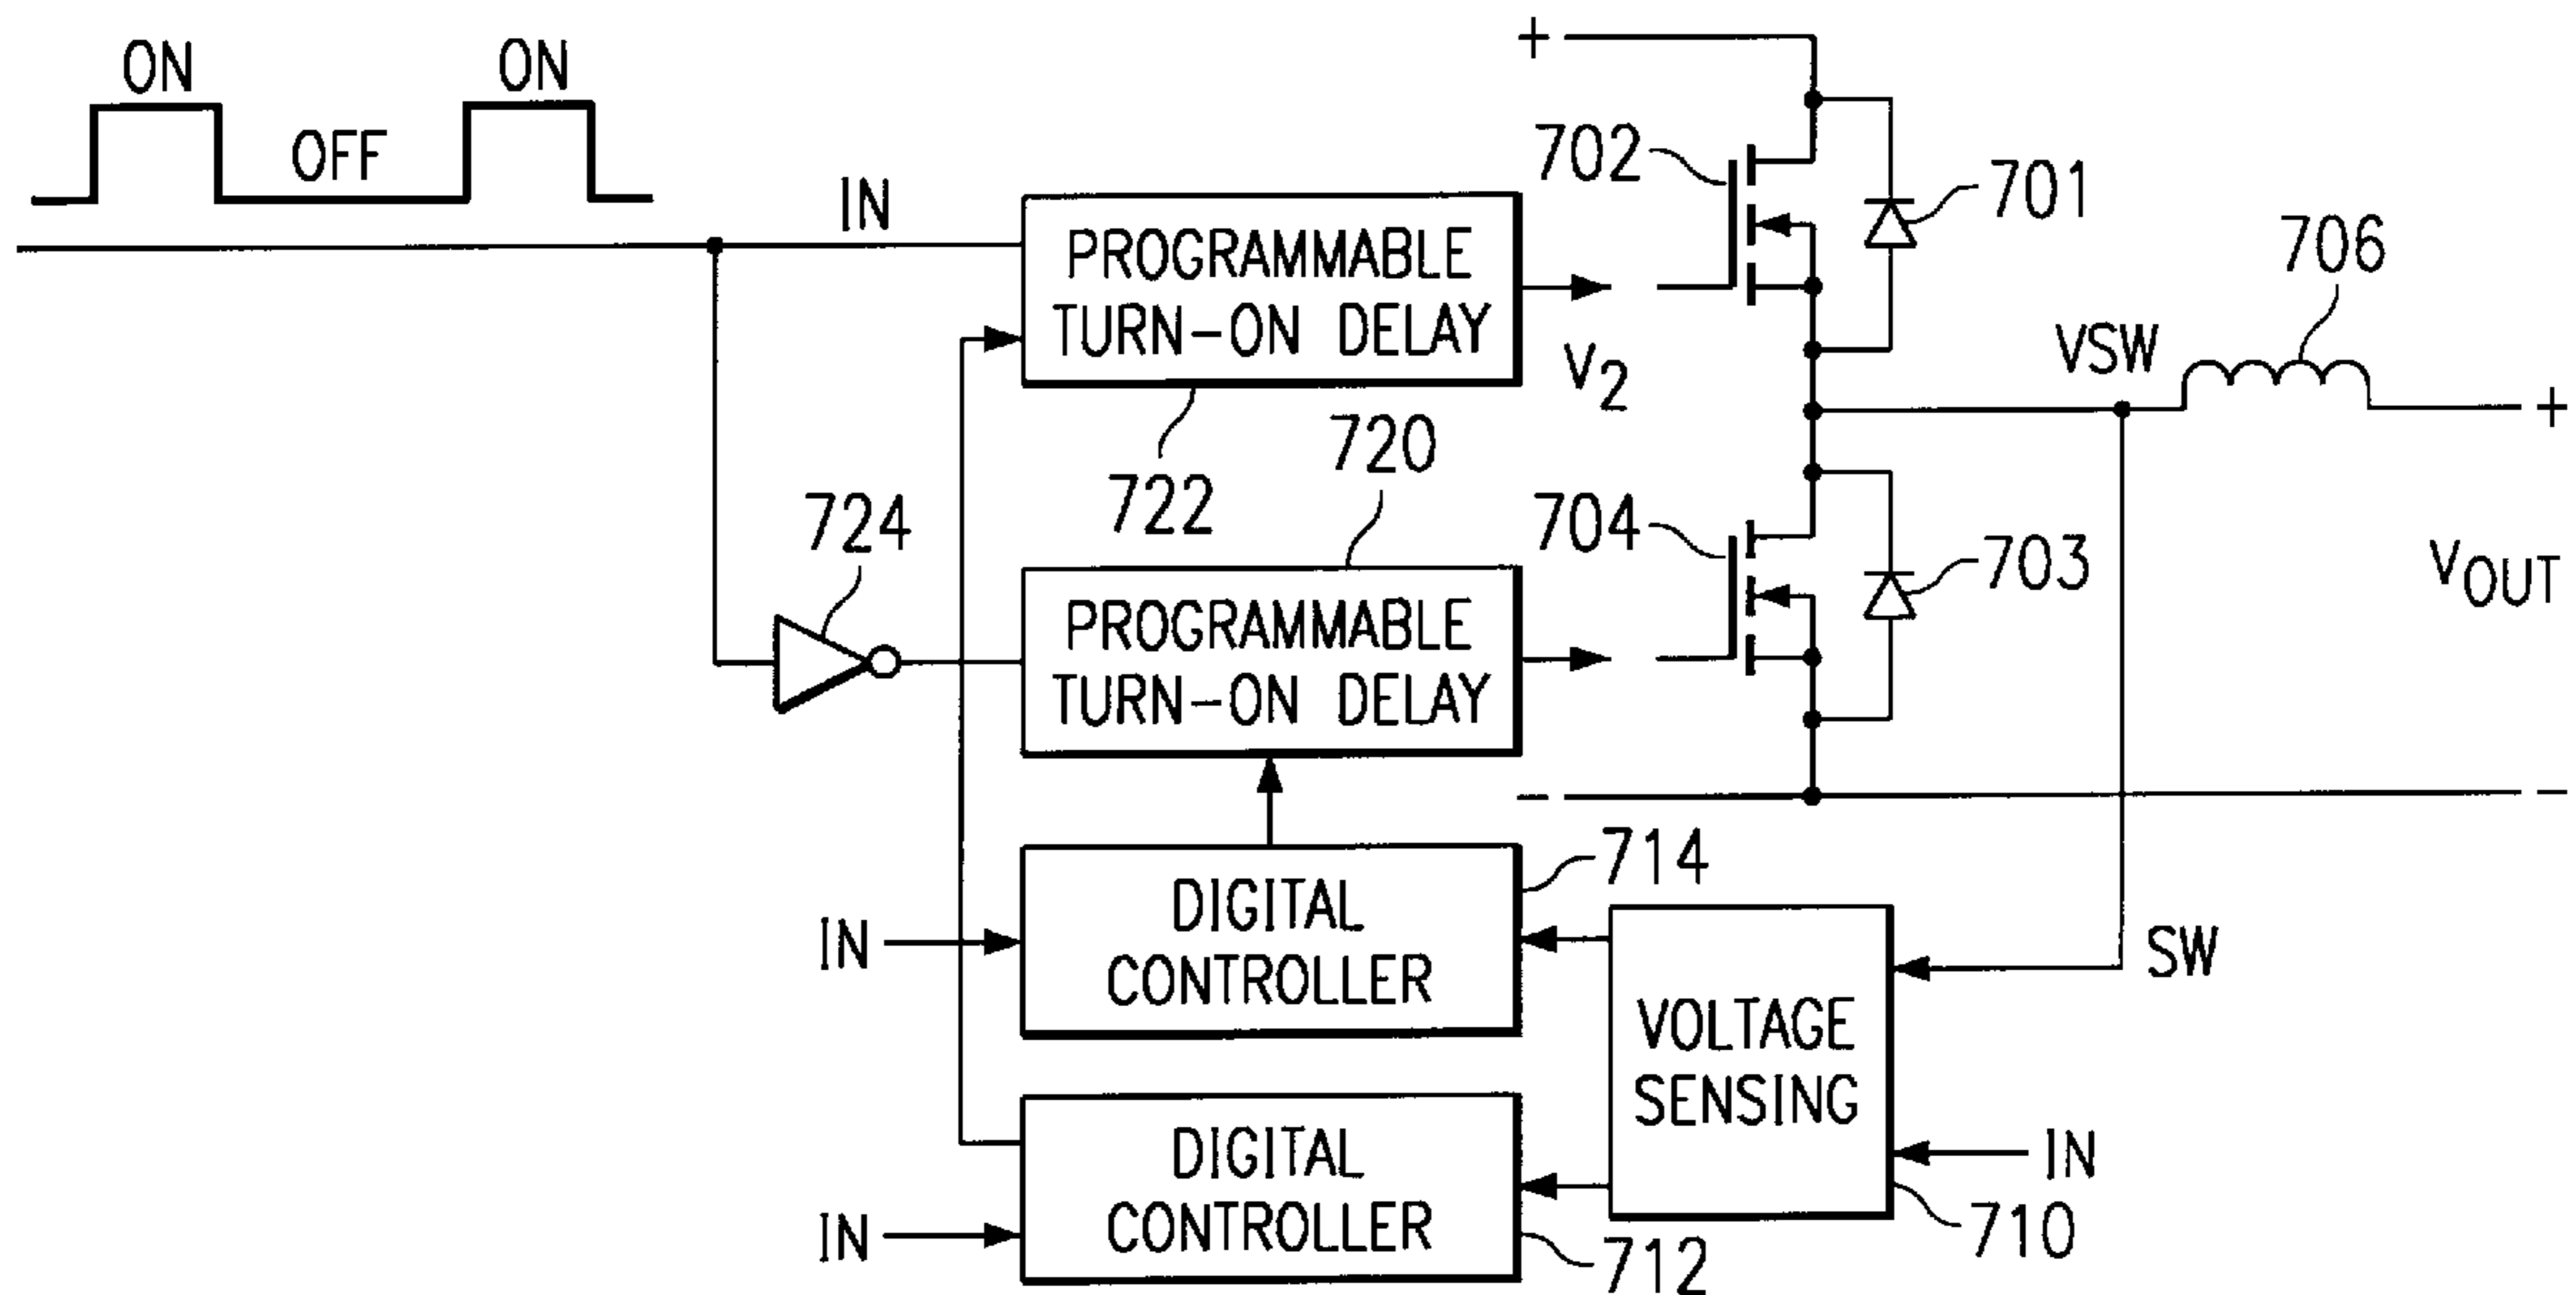 ON
OFF
ON
IN
PROGRAMMABLE
TURN-ON DELAY
722
720
724
PROGRAMMABLE
TURN-ON DELAY
+
702
701
V2
VSW
706
+
704
703
VOUT
-
-
714
IN
DIGITAL
CONTROLLER
VOLTAGE
SENSING
SW
IN
710
IN
DIGITAL
CONTROLLER
712